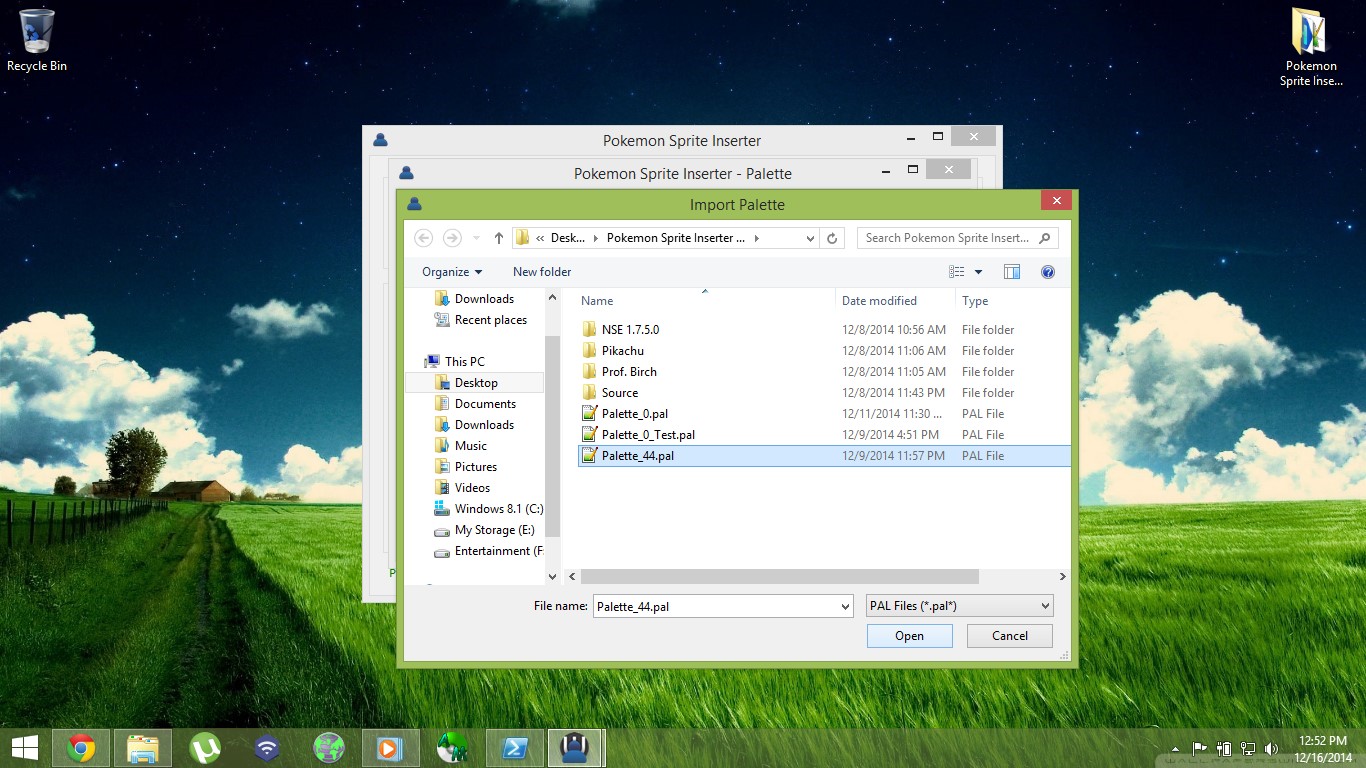 Recycle Bin
Pokemon
Sprite Inse...
Pokemon Sprite Inserter
Pokemon Sprite Inserter - Palette
Import Palette
« Desk... Pokemon Sprite Inserter ...
Search Pokemon Sprite Insert...
Organize New folder
Downloads
Recent places
This PC
Desktop
Documents
Downloads
Music
Pictures
Videos
Windows 8.1 (C:)
My Storage (E:)
Entertainment (F
Name Date modified Type
NSE 1.7.5.0 12/8/2014 10:56 AM File folder
Pikachu 12/8/2014 11:06 AM File folder
Prof. Birch 12/8/2014 11:05 AM File folder
Source 12/8/2014 11:43 PM File folder
Palette_0.pal 12/11/2014 11:30 ... PAL File
Palette_0_Test.pal 12/9/2014 4:51 PM PAL File
Palette_44.pal 12/9/2014 11:57 PM PAL File
P
File name: Palette_44.pal PAL Files (*.pal*)
Open Cancel
12:52 PM
12/16/2014